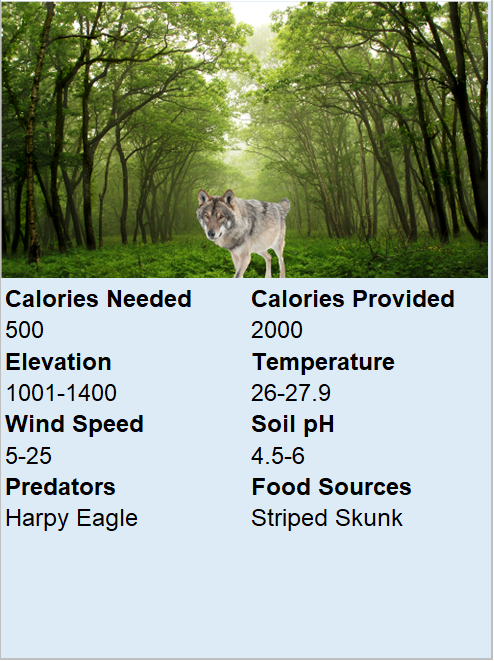 Calories Needed Calories Provided
500 2000
Elevation Temperature
1001-1400 26-27.9
Wind Speed Soil pH
5-25 4.5-6
Predators Food Sources
Harpy Eagle Striped Skunk